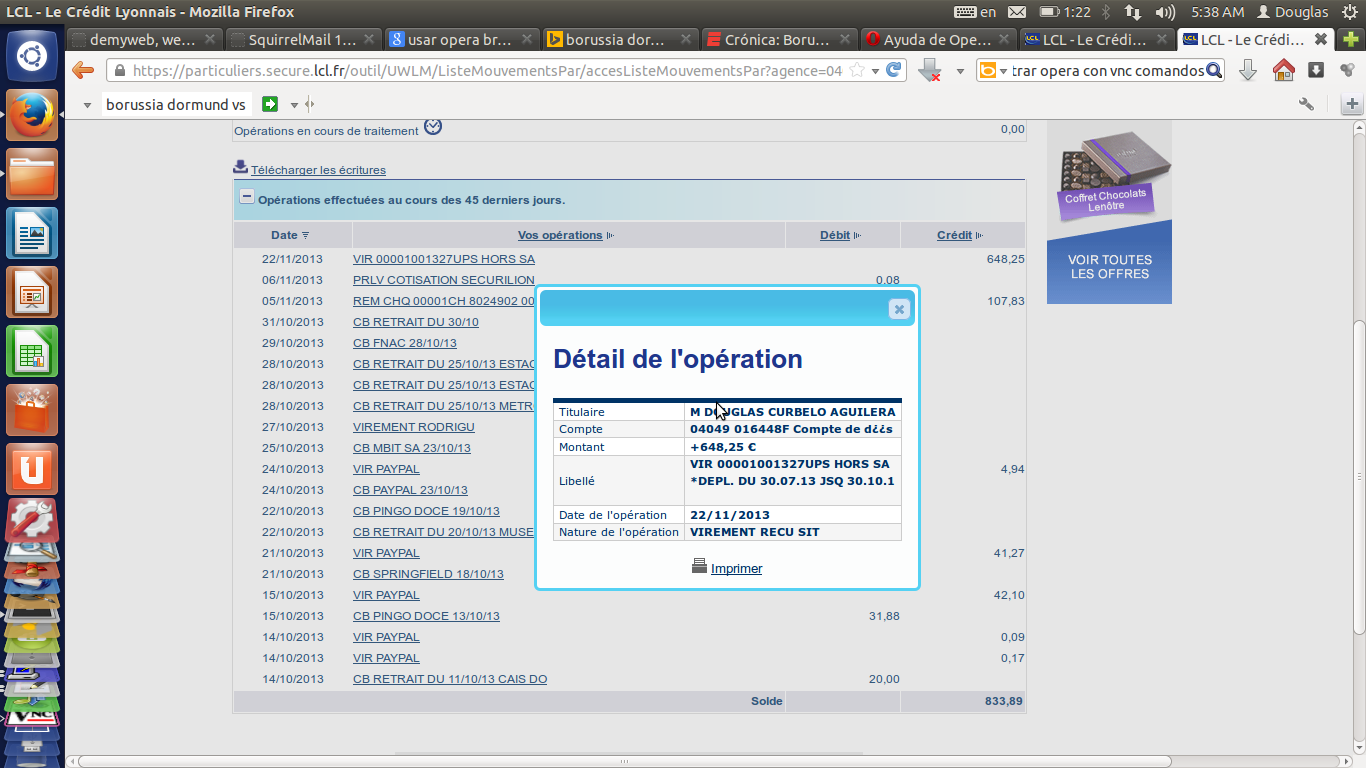 LCL - Le Crédit Lyonnais - Mozilla Firefox
en
1:22
5:38 AM
Douglas
demyweb, we...
SquirrelMail 1...
usar opera br...
borussia dor...
Crónica: Boru...
Ayuda de Ope...
LCL - Le Crédi...
LCL - Le Crédi...
https://particuliers.secure.lcl.fr/outil/UWLM/ListeMouvementsPar/accesListeMouvementsPar?agence=04
trar opera con vnc comandos
borussia dormund vs
Opérations en cours de traitement 0,00
Télécharger les écritures
Opérations effectuées au cours des 45 derniers jours.
Date Vos opérations Débit Crédit
22/11/2013 VIR 00001001327UPS HORS SA 648,25
06/11/2013 PRLV COTISATION SECURILION 0,08
05/11/2013 REM CHQ 00001CH 8024902 00 107,83
31/10/2013 CB RETRAIT DU 30/10
29/10/2013 CB FNAC 28/10/13
28/10/2013 CB RETRAIT DU 25/10/13 ESTAC
28/10/2013 CB RETRAIT DU 25/10/13 ESTAC
28/10/2013 CB RETRAIT DU 25/10/13 METR
27/10/2013 VIREMENT RODRIGU
25/10/2013 CB MBIT SA 23/10/13
24/10/2013 VIR PAYPAL 4,94
24/10/2013 CB PAYPAL 23/10/13
22/10/2013 CB PINGO DOCE 19/10/13
22/10/2013 CB RETRAIT DU 20/10/13 MUSE
21/10/2013 VIR PAYPAL 41,27
21/10/2013 CB SPRINGFIELD 18/10/13
15/10/2013 VIR PAYPAL 42,10
15/10/2013 CB PINGO DOCE 13/10/13 31,88
14/10/2013 VIR PAYPAL 0,09
14/10/2013 VIR PAYPAL 0,17
14/10/2013 CB RETRAIT DU 11/10/13 CAIS DO 20,00
Solde 833,89
Détail de l'opération
Titulaire M DOUGLAS CURBELO AGUILERA
Compte 04049 016448F Compte de d¿¿s
Montant +648,25 €
Libellé VIR 00001001327UPS HORS SA
*DEPL. DU 30.07.13 JSQ 30.10.1
Date de l'opération 22/11/2013
Nature de l'opération VIREMENT RECU SIT
Imprimer
Coffret Chocolats
Lenôtre
VOIR TOUTES
LES OFFRES
VNC